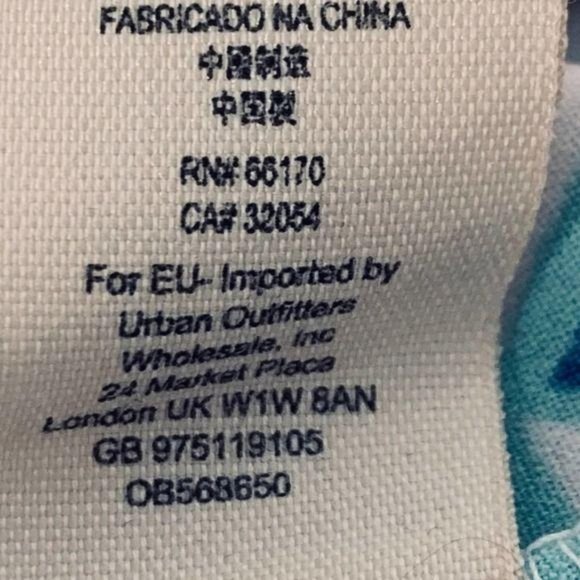 FABRICADO NA CHINA
中國制造
中国製
RN# 66170
CA# 32054
For EU- Imported by
Urban Outfitters
Wholesale, Inc
24 Market Place
London UK W1W 8AN
GB 975119105
OB568650